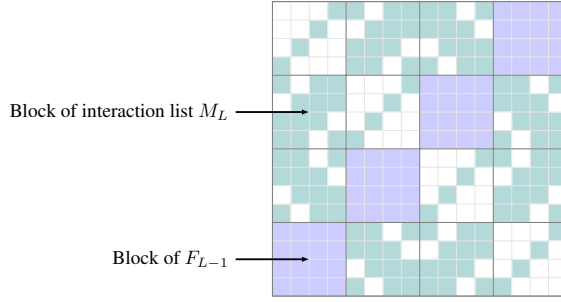 Block of interaction list $M_L$
Block of $F_{L-1}$